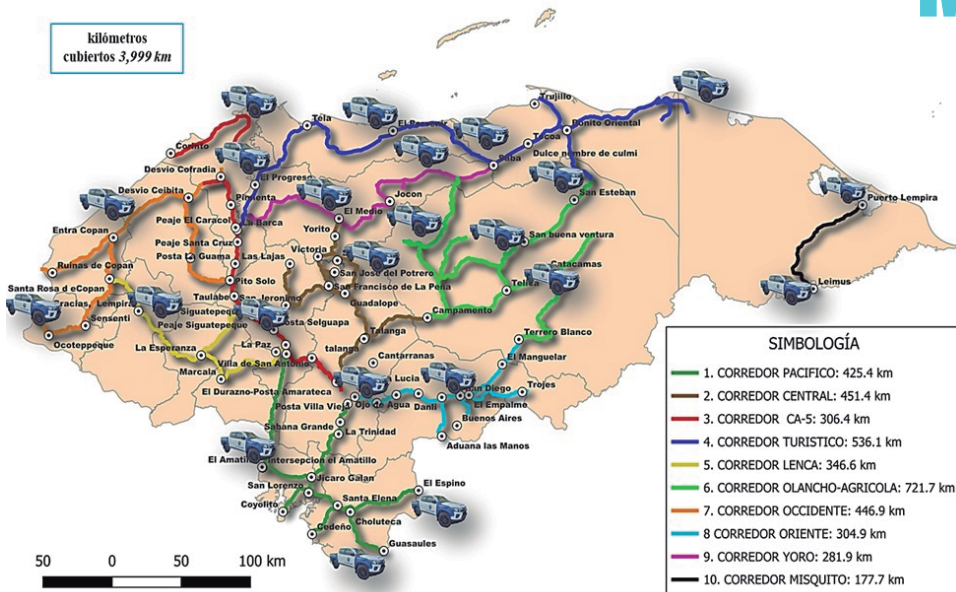 kilómetros
cubiertos 3,999 km
Trujillo
Tela
El Porvenir
Bonito Oriental
Tocoa
Corinto
Dulce nombre de culmi
Saba
Desvio Cofradia
El Progreso
Desvio Ceibita
Pimienta
Jocon
San Esteban
Puerto Lempira
Peaje El Caracol
La Barca
El Medio
Entra Copan
Yorito
Peaje Santa Cruz
Victoria
San buena ventura
Posta La Guama
Las Lajas
Ruinas de Copan
San Jose del Potrero
Catacamas
Pito Solo
San Francisco de La Peña
Telica
Leimus
Santa Rosa d eCopan
Taulabe
San Jeronimo
Guadalope
Gracias, Lempira
Siguatepeque
Campamento
Sensenti
Peaje Siguatepeque
Posta Selguapa
Talanga
Terrero Blanco
Ocoteppeque
La Esperanza
La Paz
talanga
Villa de San Antonio
Cantarranas
El Manguelar
Marcala
El Durazno-Posta Amarateca
Lucia
San Diego
Trojes
Posta Villa Vieja
Ojo de Agua
Danli
El Empalme
Sabana Grande
Buenos Aires
La Trinidad
Aduana las Manos
El Amatillo
Intersepcion el Amatillo
Jicaro Galan
San Lorenzo
El Espino
Coyolito
Santa Elena
Cedeño
Choluteca
Guasaules
50 0 50 100 km
SIMBOLOGÍA
1. CORREDOR PACIFICO: 425.4 km
2. CORREDOR CENTRAL: 451.4 km
3. CORREDOR CA-5: 306.4 km
4. CORREDOR TURISTICO: 536.1 km
5. CORREDOR LENCA: 346.6 km
6. CORREDOR OLANCHO-AGRICOLA: 721.7 km
7. CORREDOR OCCIDENTE: 446.9 km
8 CORREDOR ORIENTE: 304.9 km
9. CORREDOR YORO: 281.9 km
10. CORREDOR MISQUITO: 177.7 km